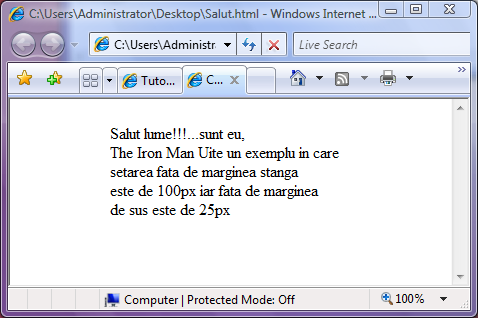 C:\Users\Administrator\Desktop\Salut.html - Windows Internet ...
C:\Users\Administra
Live Search
Tuto...
C...
Salut lume!!!...sunt eu,
The Iron Man Uite un exemplu in care
setarea fata de marginea stanga
este de 100px iar fata de marginea
de sus este de 25px
Computer | Protected Mode: Off
100%